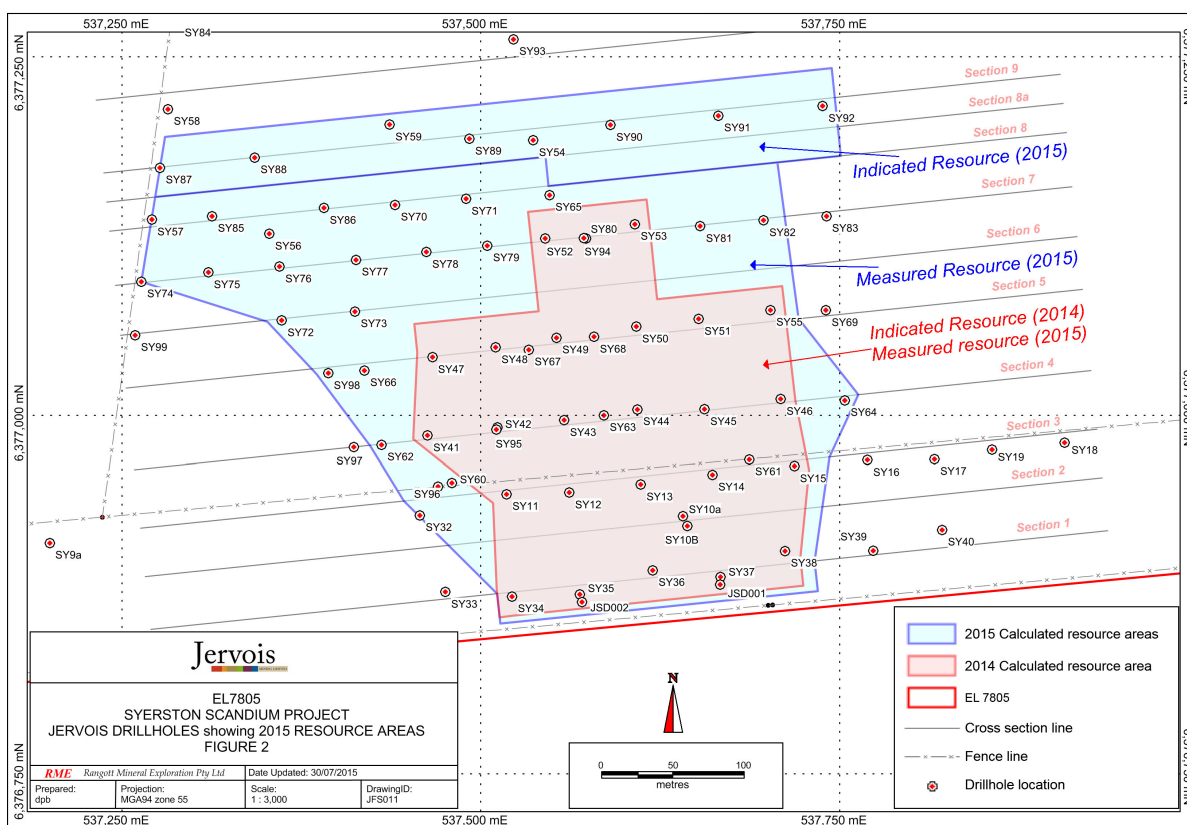 537,250 mE
537,500 mE
537,750 mE
SY84
SY93
6,377,250 mN
Section 9
Section 8a
Section 8
SY58
SY59
SY89
SY54
SY90
SY91
SY92
Indicated Resource (2015)
SY87
SY88
Section 7
SY57
SY85
SY86
SY70
SY71
SY65
SY56
SY80
SY53
SY81
SY82
SY83
SY52
SY94
Section 6
SY74
SY75
SY76
SY77
SY78
SY79
Measured Resource (2015)
Section 5
SY72
SY73
SY99
SY51
SY55
SY69
Indicated Resource (2014)
Measured resource (2015)
SY48
SY67
SY49
SY68
SY50
SY47
SY98
SY66
Section 4
SY46
SY64
6,377,000 mN
SY42
SY95
SY43
SY63
SY44
SY45
SY41
Section 3
SY97
SY62
SY61
SY15
SY16
SY17
SY19
SY18
SY60
SY96
SY11
SY12
SY13
SY14
Section 2
SY32
SY10a
SY10B
Section 1
SY9a
SY38
SY39
SY40
SY36
SY37
JSD001
SY33
SY34
SY35
JSD002
Jervois
EL7805
SYERSTON SCANDIUM PROJECT
JERVOIS DRILLHOLES showing 2015 RESOURCE AREAS
FIGURE 2
RME Rangott Mineral Exploration Pty Ltd
Date Updated: 30/07/2015
Prepared:
dpb
Projection:
MGA94 zone 55
Scale:
1 : 3,000
DrawingID:
JFS011
N
0 50 100
metres
2015 Calculated resource areas
2014 Calculated resource area
EL 7805
Cross section line
Fence line
Drillhole location
6,376,750 mN
537,250 mE
537,500 mE
537,750 mE